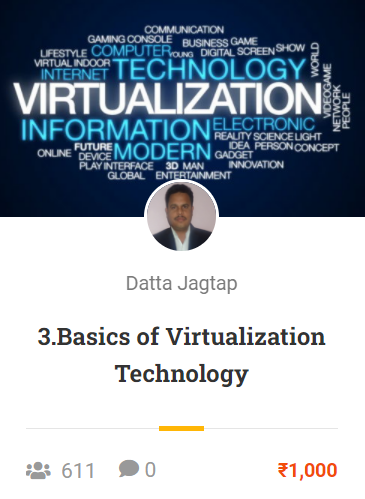 COMMUNICATION
GAMING CONSOLE BUSINESS GAME
LIFESTYLE COMPUTER YOUNG DIGITAL SCREEN SHOW
VIRTUAL INDOOR TECHNOLOGY WORLD
INTERNET
VIRTUALIZATION VIDEOGAME NETWORK PEOPLE
INFORMATION ELECTRONIC
REALITY SCIENCE LIGHT
ONLINE FUTURE MODERN IDEA PERSON CONCEPT
DEVICE GADGET
PLAY INTERFACE 3D MAN INNOVATION
GLOBAL ENTERTAINMENT
Datta Jagtap
3.Basics of Virtualization
Technology
611 0 ₹1,000